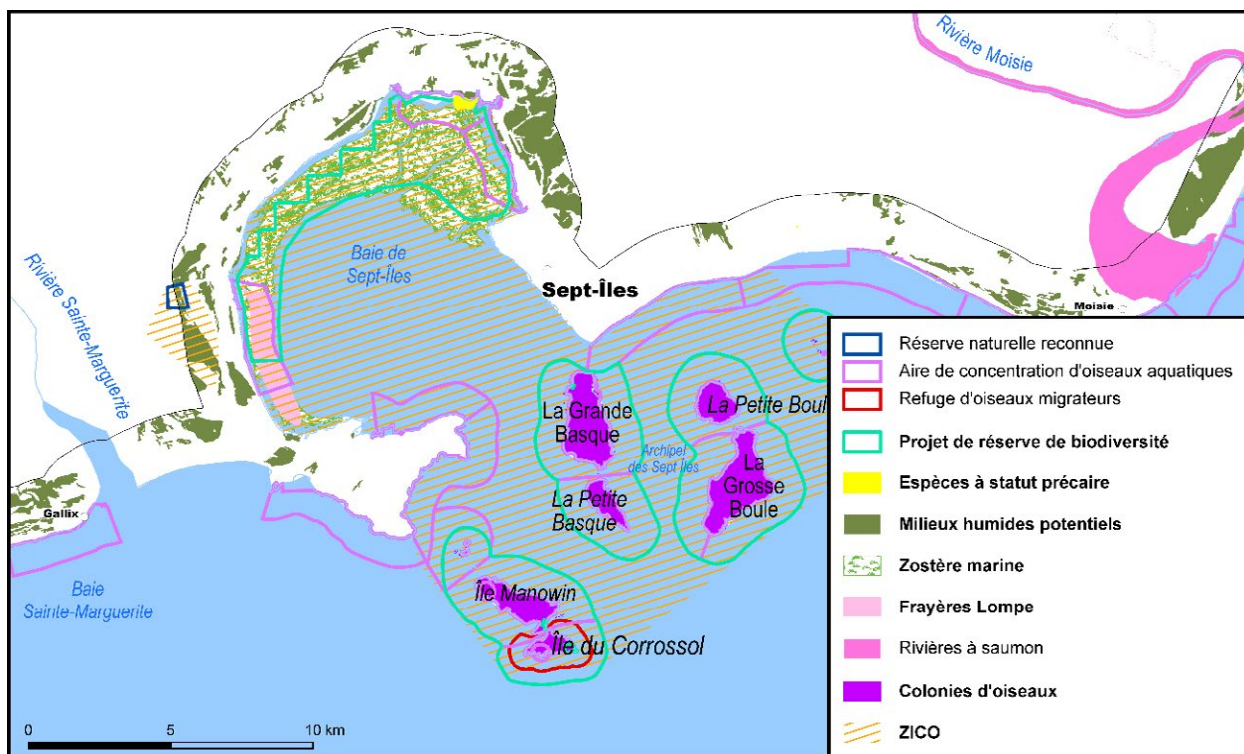 Rivière Moisie
Baie de
Sept-Îles
Rivière Sainte-Marguerite
Sept-Îles
Moisie
La Grande
Basque
La Petite Boul
Archipel
des Sept Îles
La
Grosse
Boule
La Petite
Basque
Gallix
Baie
Sainte-Marguerite
Île Manowin
Île du Corrossol
0 5 10 km
Réserve naturelle reconnue
Aire de concentration d'oiseaux aquatiques
Refuge d'oiseaux migrateurs
Projet de réserve de biodiversité
Espèces à statut précaire
Milieux humides potentiels
Zostère marine
Frayères Lompe
Rivières à saumon
Colonies d'oiseaux
ZICO